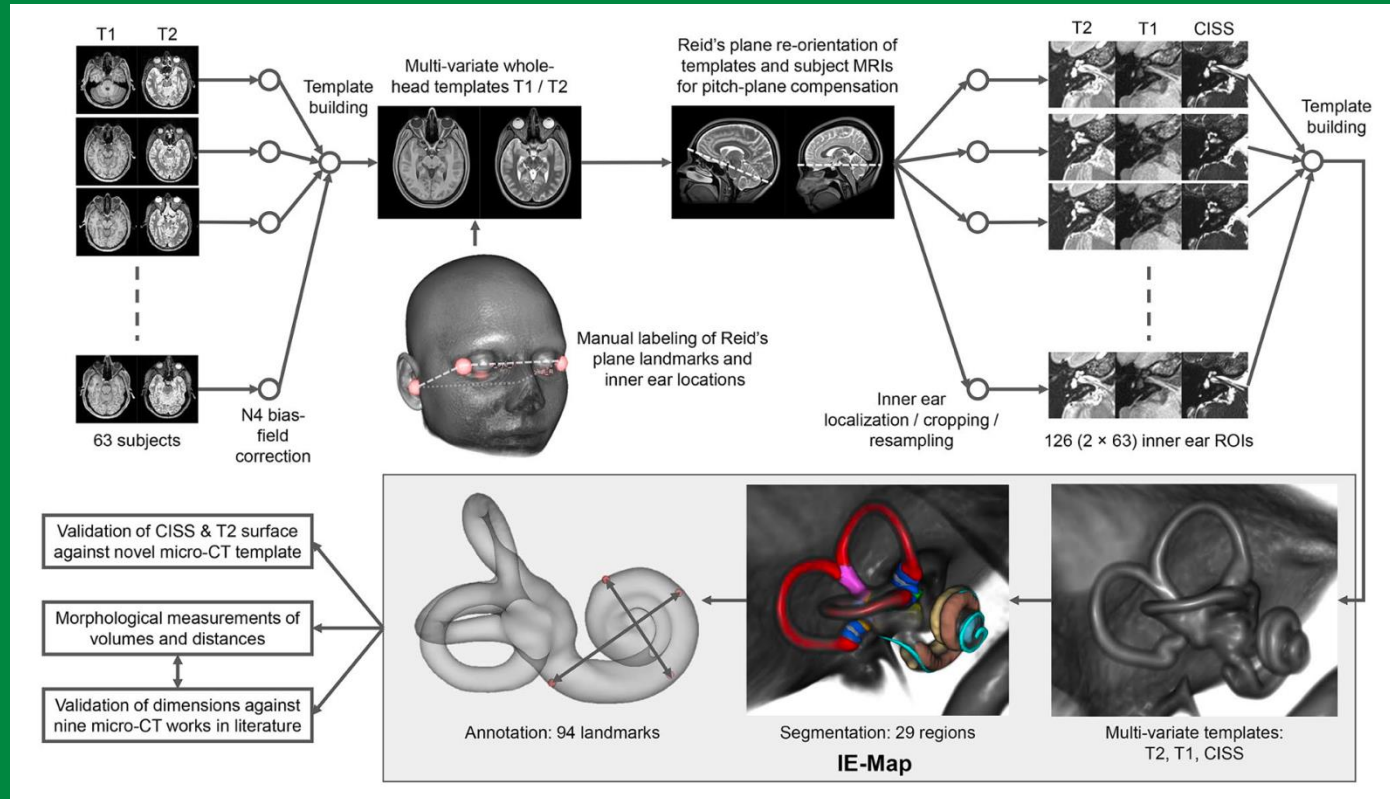 T1 T2
Template
building
Multi-variate whole-
head templates T1 / T2
Reid's plane re-orientation of
templates and subject MRIs
for pitch-plane compensation
T2 T1 CISS
Template
building
Manual labeling of Reid's
plane landmarks and
inner ear locations
63 subjects
N4 bias-
field
correction
Inner ear
localization / cropping /
resampling
126 (2 × 63) inner ear ROIs
Validation of CISS & T2 surface
against novel micro-CT template
Morphological measurements
of volumes and distances
Validation of dimensions against
nine micro-CT works in literature
Annotation: 94 landmarks
Segmentation: 29 regions
Multi-variate templates:
T2, T1, CISS
IE-Map